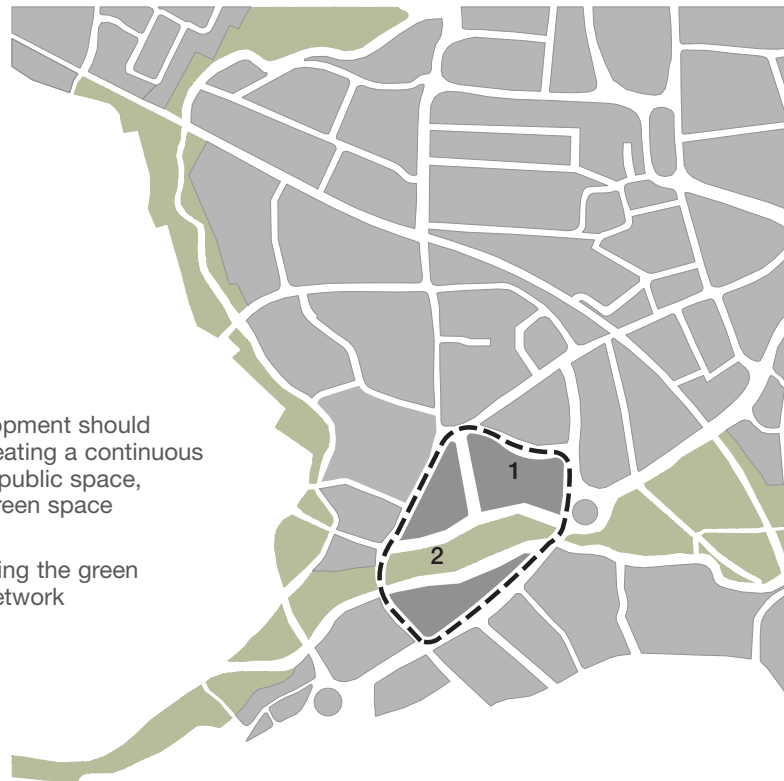 opment should
eating a continuous
public space,
reen space
ing the green
etwork
1
2